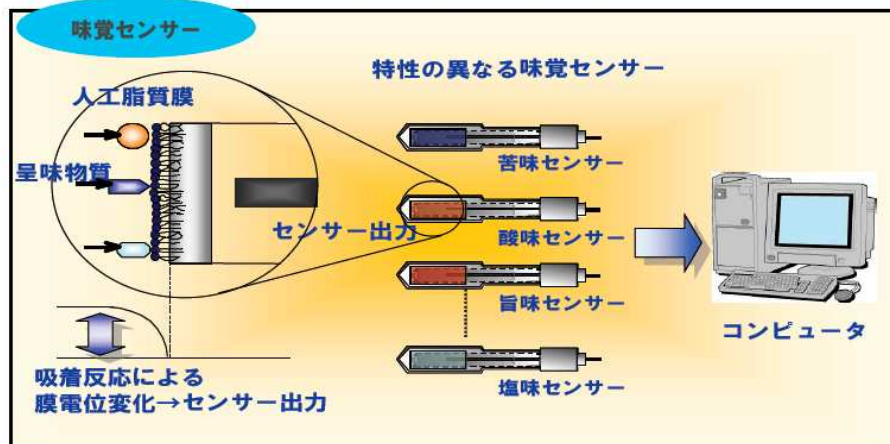 味覚センサー
特性の異なる味覚センサー
人工脂質膜
呈味物質
センサー出力
苦味センサー
酸味センサー
旨味センサー
塩味センサー
コンピュータ
吸着反応による
膜電位変化→センサー出力